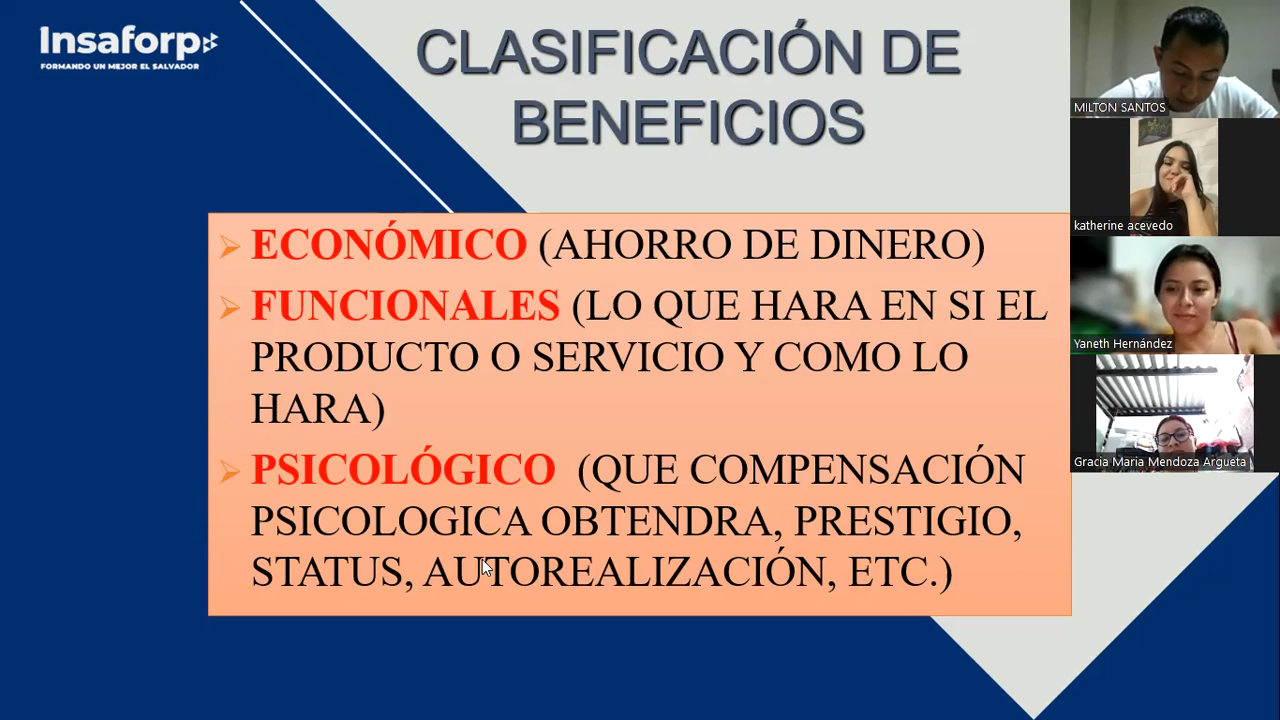 Insaforp
FORMANDO UN MEJOR EL SALVADOR
CLASIFICACIÓN DE
BENEFICIOS
ECONÓMICO (AHORRO DE DINERO)
FUNCIONALES (LO QUE HARA EN SI EL
PRODUCTO O SERVICIO Y COMO LO
HARA)
PSICOLÓGICO (QUE COMPENSACIÓN
PSICOLOGICA OBTENDRA, PRESTIGIO,
STATUS, AUTOREALIZACIÓN, ETC.)
MILTON SANTOS
katherine acevedo
Yaneth Hernández
Gracia Maria Mendoza Argueta